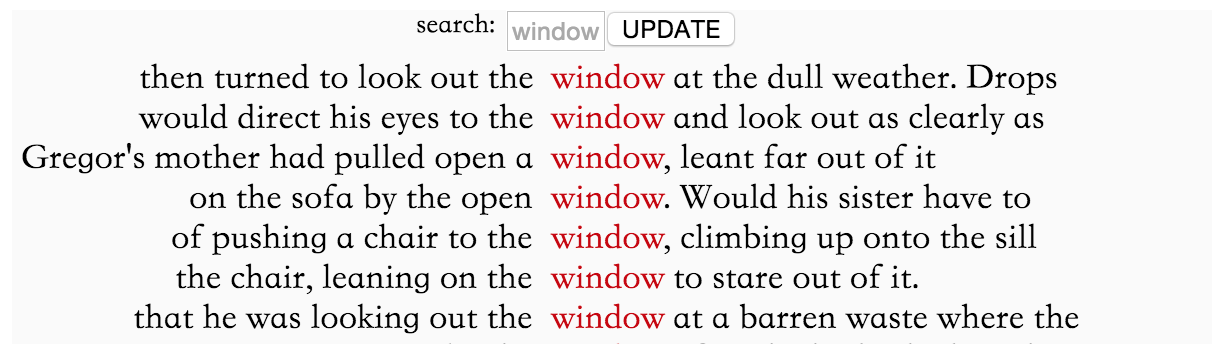 search: window UPDATE
then turned to look out the window at the dull weather. Drops
would direct his eyes to the window and look out as clearly as
Gregor's mother had pulled open a window, leant far out of it
on the sofa by the open window. Would his sister have to
of pushing a chair to the window, climbing up onto the sill
the chair, leaning on the window to stare out of it.
that he was looking out the window at a barren waste where the